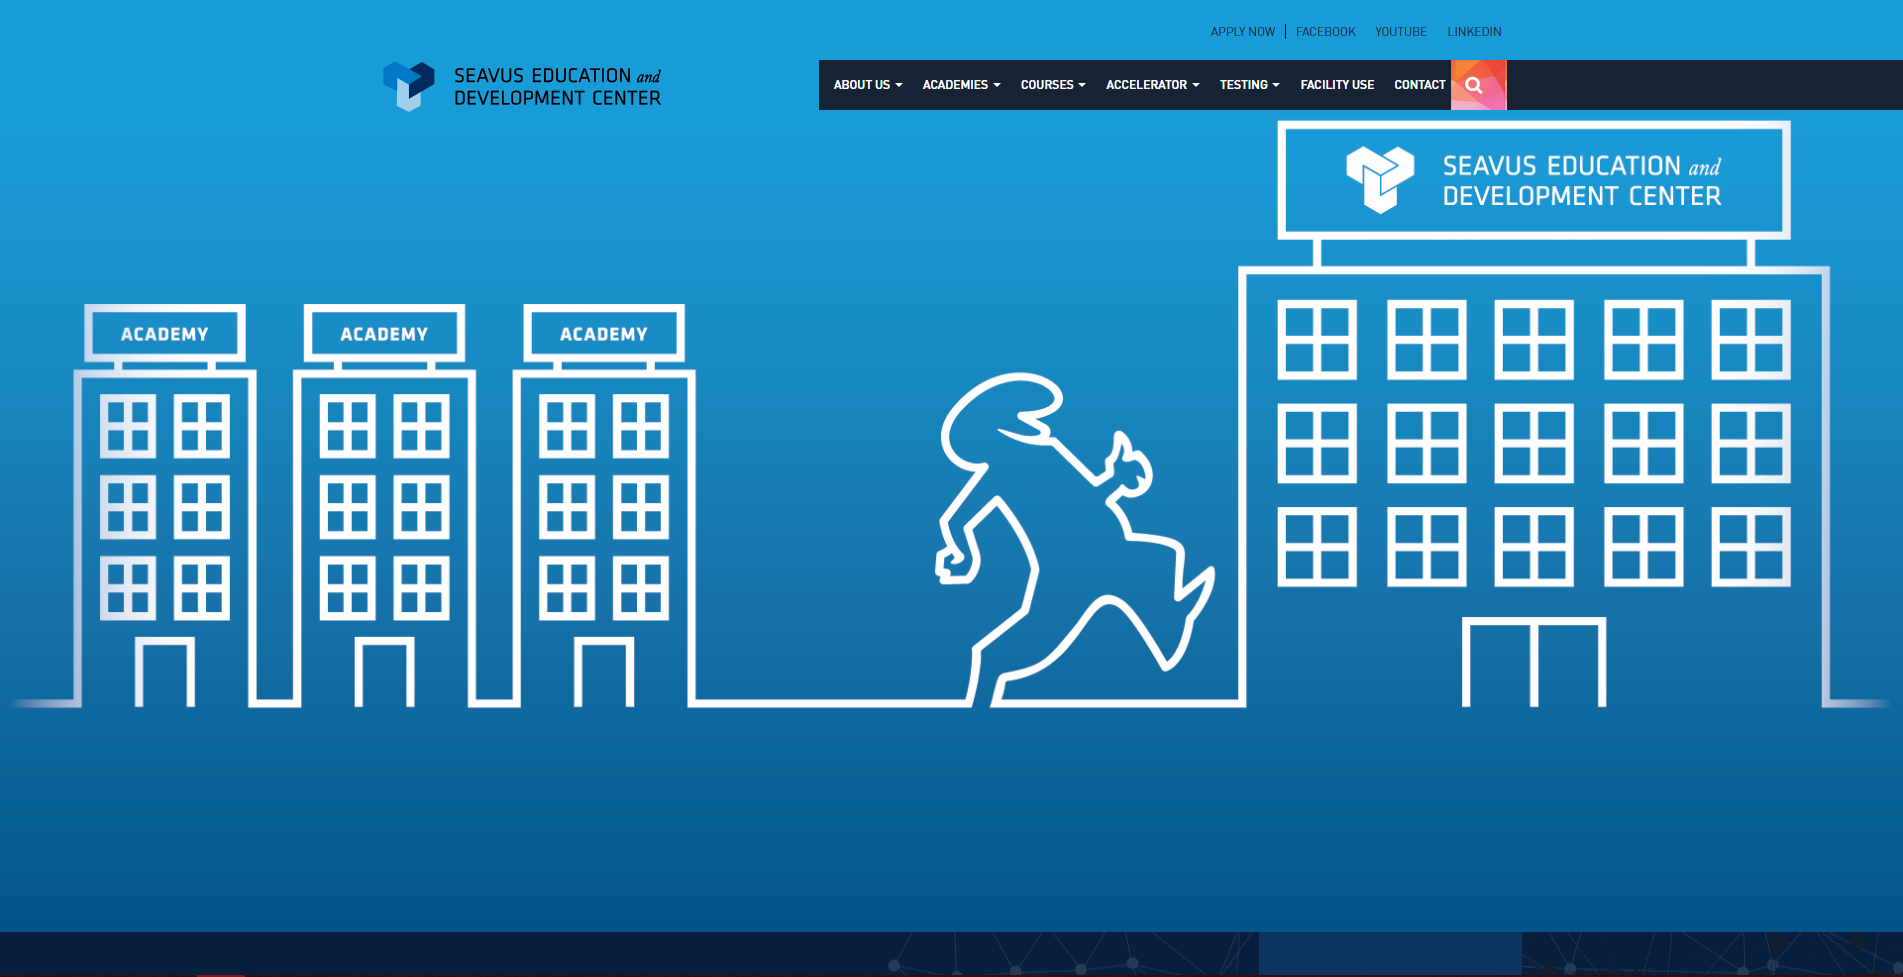 APPLY NOW FACEBOOK YOUTUBE LINKEDIN
SEAVUS EDUCATION and
DEVELOPMENT CENTER
ABOUT US ACADEMIES COURSES ACCELERATOR TESTING FACILITY USE CONTACT
SEAVUS EDUCATION and
DEVELOPMENT CENTER
ACADEMY ACADEMY ACADEMY